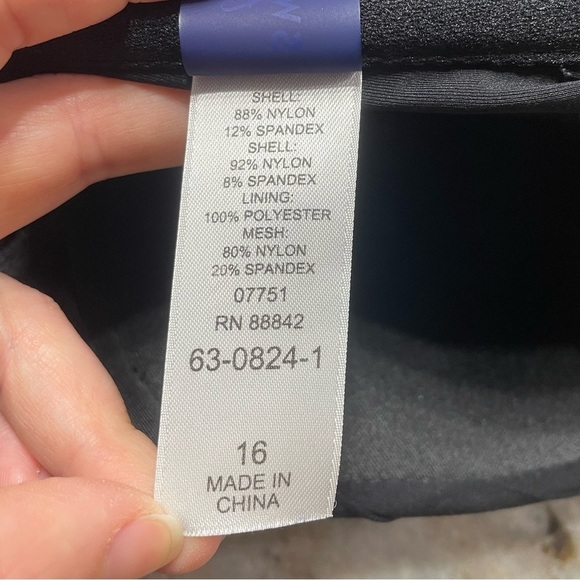 SHELL:
88% NYLON
12% SPANDEX
SHELL:
92% NYLON
8% SPANDEX
LINING:
100% POLYESTER
MESH:
80% NYLON
20% SPANDEX
07751
RN 88842
63-0824-1
16
MADE IN
CHINA